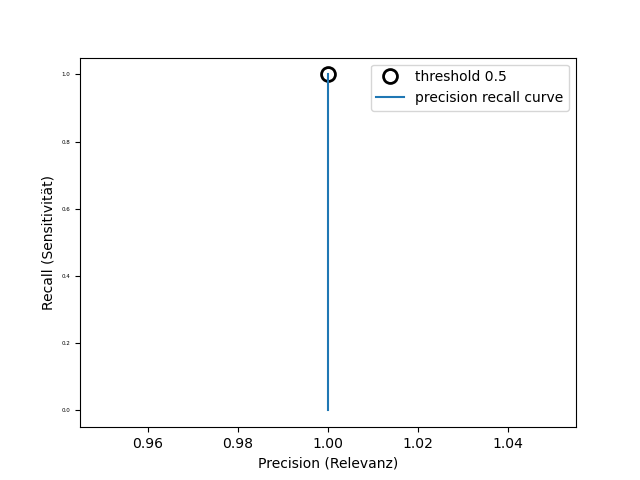 threshold 0.5
precision recall curve
1.0
0.8
0.6
0.4
0.2
0.0
Recall (Sensitivität)
0.96 0.98 1.00 1.02 1.04
Precision (Relevanz)